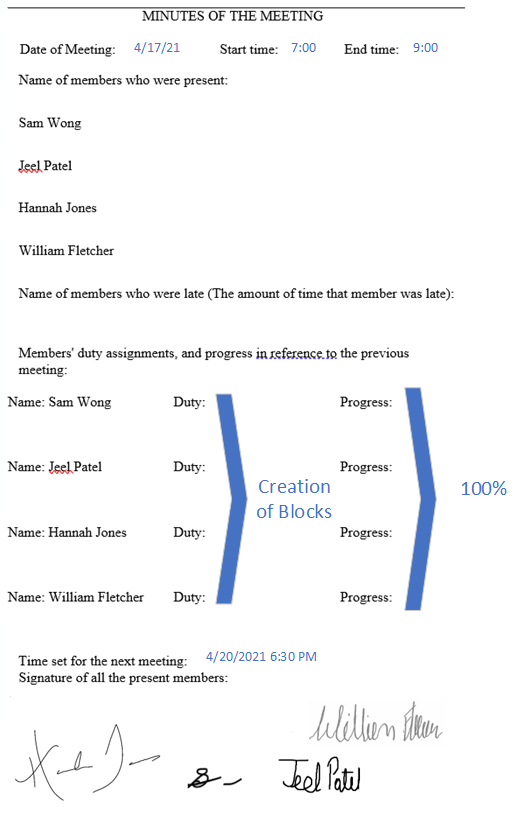 MINUTES OF THE MEETING
Date of Meeting: 4/17/21 Start time: 7:00 End time: 9:00
Name of members who were present:
Sam Wong
Jeel Patel
Hannah Jones
William Fletcher
Name of members who were late (The amount of time that member was late):
Members' duty assignments, and progress in reference to the previous
meeting:
Name: Sam Wong Duty: Progress:
Name: Jeel Patel Duty: Progress:
Creation
of Blocks
100%
Name: Hannah Jones Duty: Progress:
Name: William Fletcher Duty: Progress:
Time set for the next meeting: 4/20/2021 6:30 PM
Signature of all the present members:
Jeel Patel